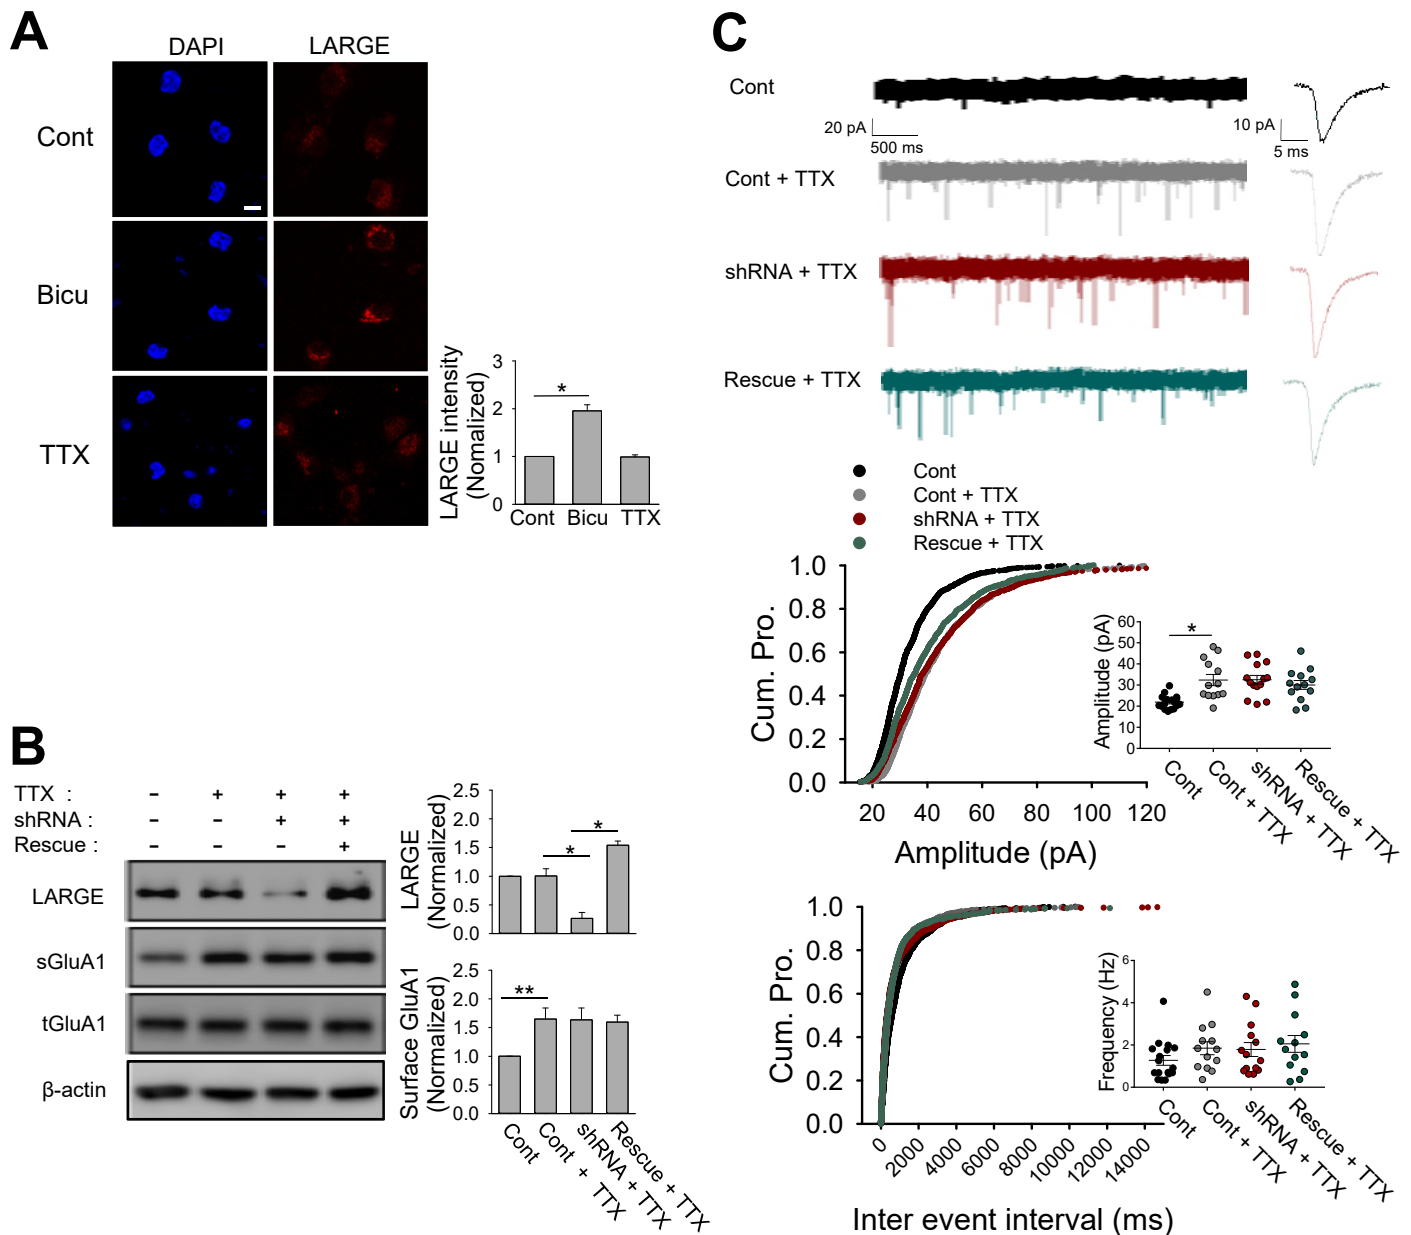 A
DAPI
LARGE
Cont
Bicu
TTX
LARGE intensity
(Nomalized)
3
2
1
0
*
Cont
Bicu
TTX
B
TTX :
- + + +
shRNA :
- - + +
Rescue :
- - - +
LARGE
sGluA1
tGluA1
β-actin
LARGE
(Normalized)
2.5
2.0
1.5
1.0
0.5
0.0
*
*
Surface GluA1
(Normalized)
2.5
2.0
1.5
1.0
0.5
0.0
**
Cont
Cont + TTX
shRNA + TTX
Rescue + TTX
C
Cont
20 pA
500 ms
10 pA
5 ms
Cont + TTX
shRNA + TTX
Rescue + TTX
Cont
Cont + TTX
shRNA + TTX
Rescue + TTX
Cum. Pro.
1.0
0.8
0.6
0.4
0.2
0.0
20 40 60 80 100 120
Amplitude (pA)
Amplitude (pA)
60
50
40
30
20
10
0
*
Cont
Cont + TTX
shRNA + TTX
Rescue + TTX
Cum. Pro.
1.0
0.8
0.6
0.4
0.2
0.0
0 2000 4000 6000 8000 10000 12000 14000
Inter event interval (ms)
Frequency (Hz)
6
4
2
0
Cont
Cont + TTX
shRNA + TTX
Rescue + TTX